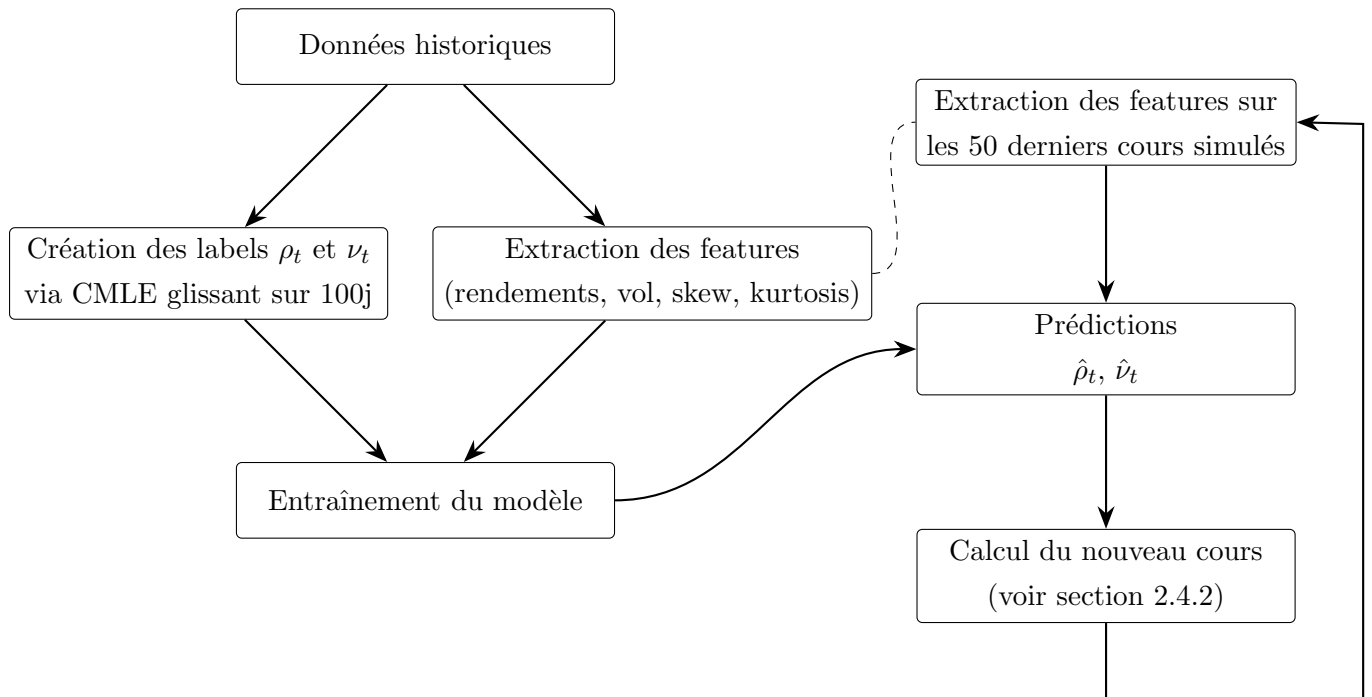 Données historiques
Création des labels ρ_t et ν_t
via CMLE glissant sur 100j
Extraction des features
(rendements, vol, skew, kurtosis)
Entraînement du modèle
Extraction des features sur
les 50 derniers cours simulés
Prédictions
ρ̂_t, ν̂_t
Calcul du nouveau cours
(voir section 2.4.2)